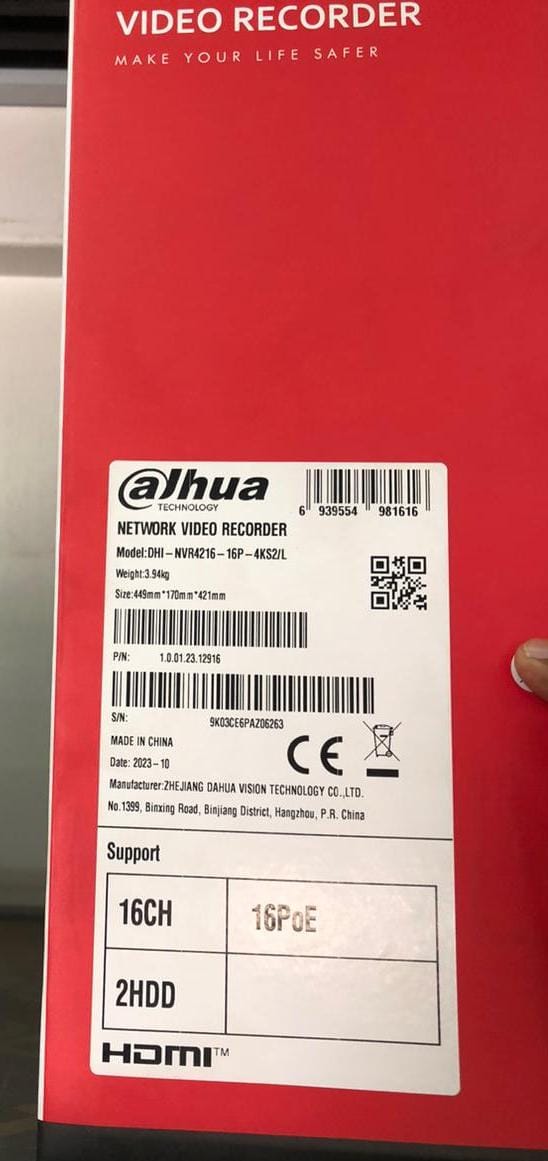 VIDEO RECORDER
MAKE YOUR LIFE SAFER
alhua
TECHNOLOGY
6 939554 981616
NETWORK VIDEO RECORDER
Model:DHI-NVR4216-16P-4KS2/L
Weight:3.94kg
Size:449mm*170mm*421mm
P/N: 1.0.01.23.12916
S/N: 9K03CE6PAZ06263
MADE IN CHINA
Date: 2023-10
CE
Manufacturer:ZHEJIANG DAHUA VISION TECHNOLOGY CO.,LTD.
No.1399, Binxing Road, Binjiang District, Hangzhou, P.R. China
Support
16CH 16PoE
2HDD
HDMI™